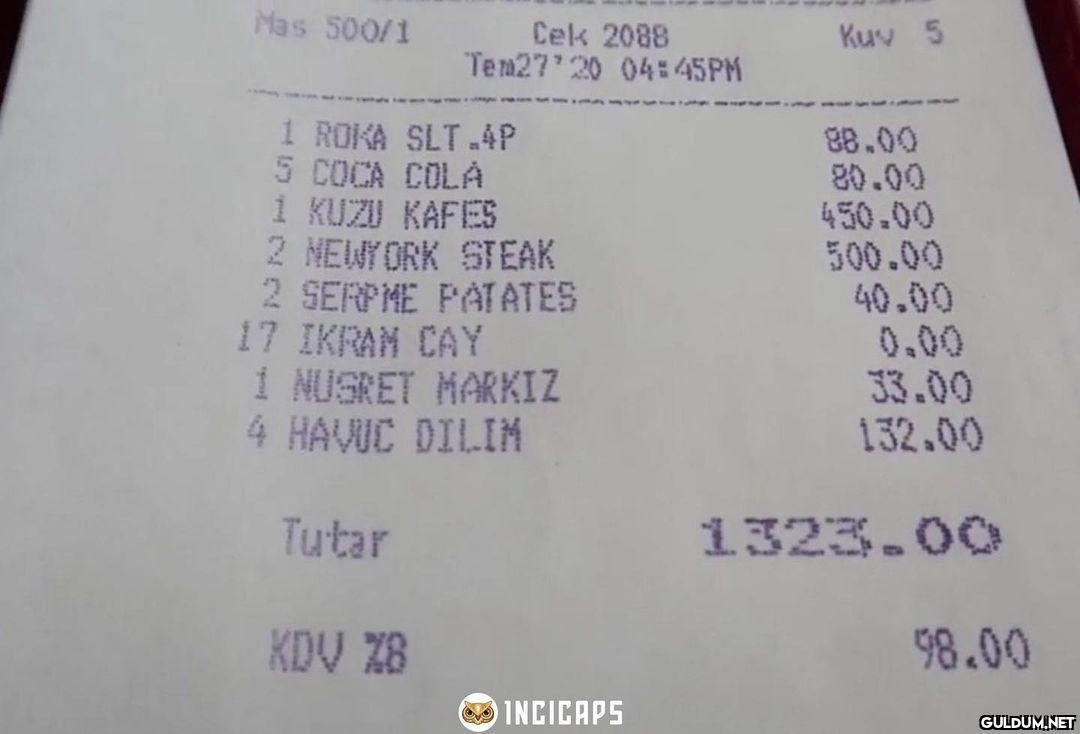 Mas 500/1 Cek 2088 Kuv 5
Tem27'20 04:45PM
1 ROKA SLT.4P 88.00
5 COCA COLA 80.00
1 KUZU KAFES 450.00
2 NEWYORK STEAK 500.00
2 SERPME PATATES 40.00
17 IKRAM CAY 0.00
1 NUSRET MARKIZ 33.00
4 HAVUC DILIM 132.00
Tutar 1323.00
KDV %8 98.00
1NCICAPS
GULDUM.NET